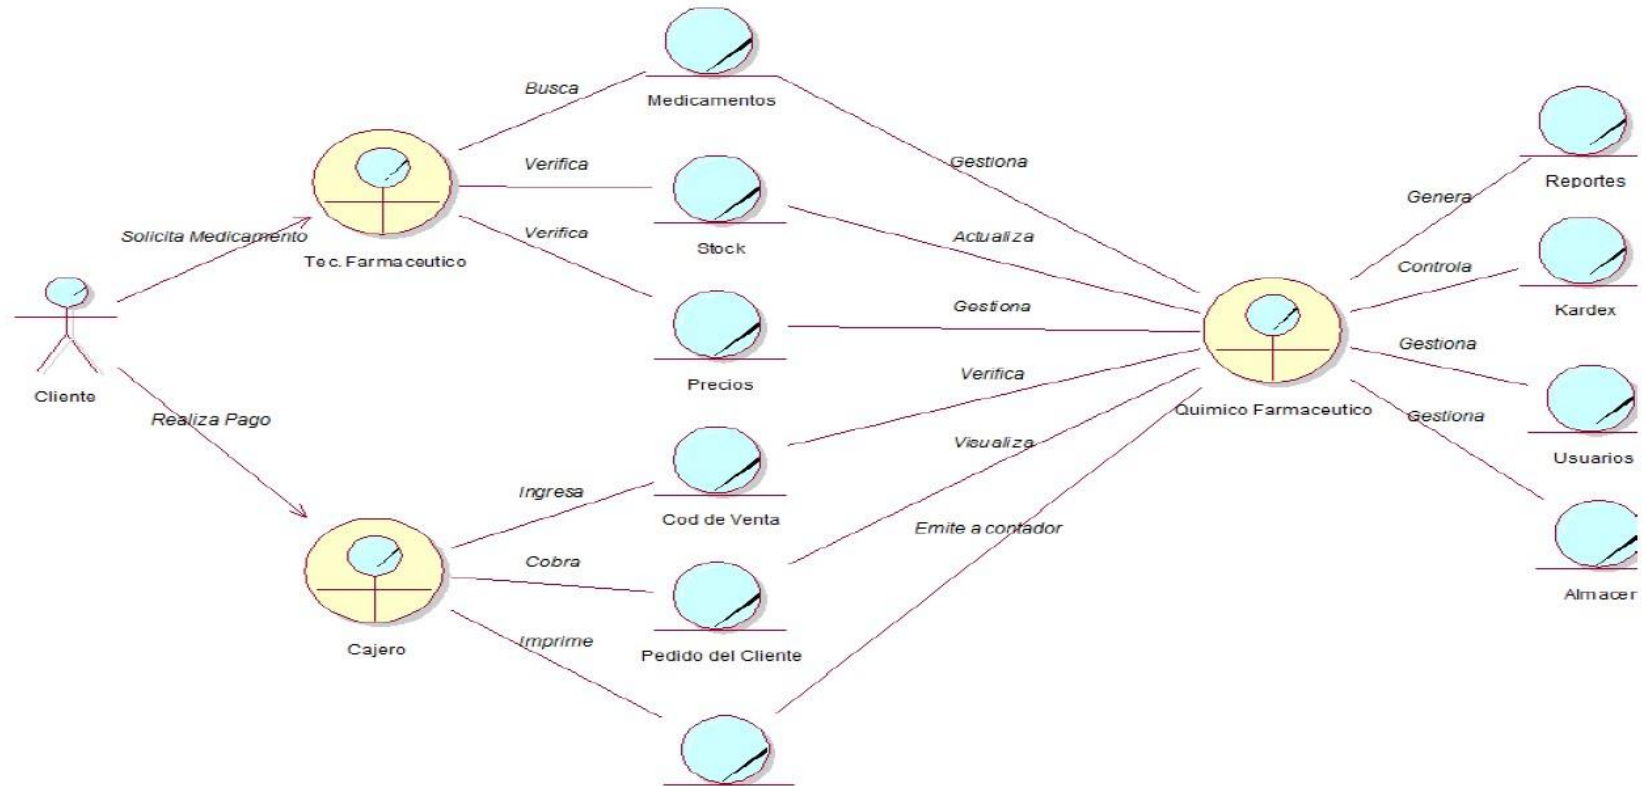 Busca
Medicamentos
Verifica
Gestiona
Reportes
Genera
Stock
Verifica
Actualiza
Solicita Medicamento
Tec. Farmaceutico
Controla
Kardex
Gestiona
Gestiona
Precios
Verifica
Cliente
Quimico Farmaceutico
Gestiona
Realiza Pago
Visualiza
Usuarios
Ingresa
Cod de Venta
Emite a contador
Cobra
Almacer
Imprime
Cajero
Pedido del Cliente